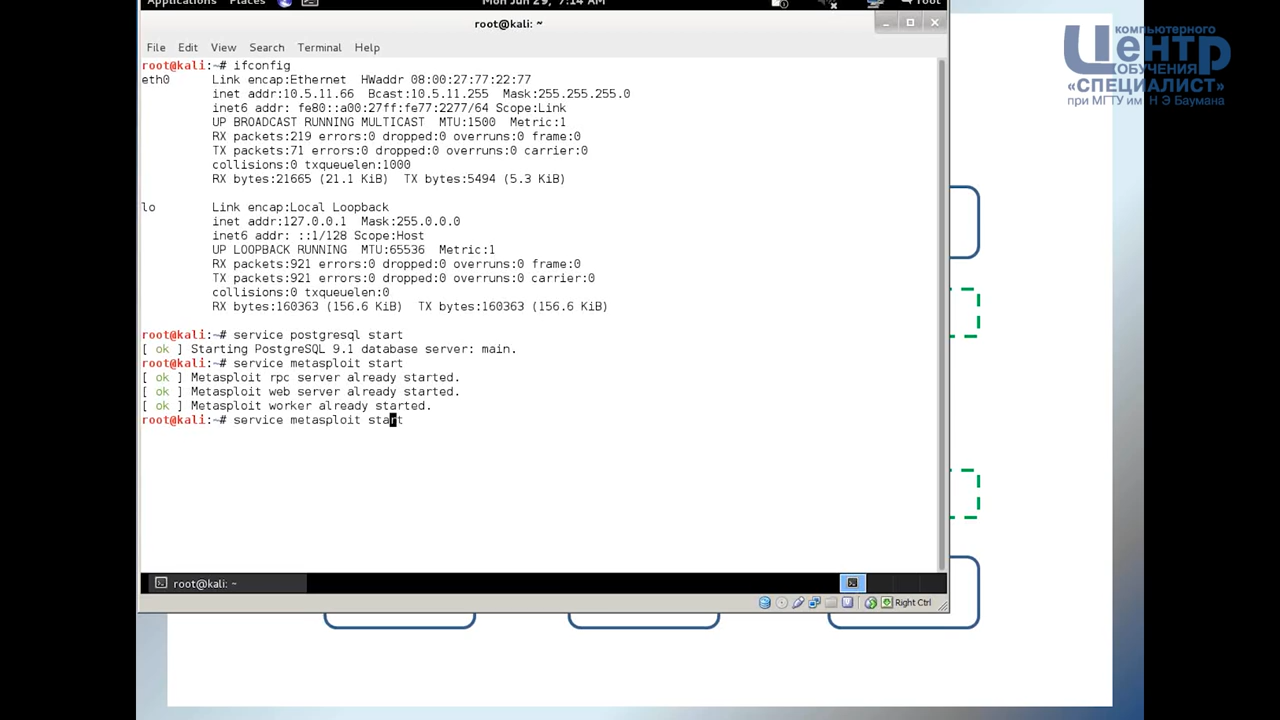 Applications Places Mon Jun 29, 7:14 AM root
root@kali: ~
File Edit View Search Terminal Help
root@kali:~# ifconfig
eth0 Link encap:Ethernet HWaddr 08:00:27:77:22:77
inet addr:10.5.11.66 Bcast:10.5.11.255 Mask:255.255.255.0
inet6 addr: fe80::a00:27ff:fe77:2277/64 Scope:Link
UP BROADCAST RUNNING MULTICAST MTU:1500 Metric:1
RX packets:219 errors:0 dropped:0 overruns:0 frame:0
TX packets:71 errors:0 dropped:0 overruns:0 carrier:0
collisions:0 txqueuelen:1000
RX bytes:21665 (21.1 KiB) TX bytes:5494 (5.3 KiB)
lo Link encap:Local Loopback
inet addr:127.0.0.1 Mask:255.0.0.0
inet6 addr: ::1/128 Scope:Host
UP LOOPBACK RUNNING MTU:65536 Metric:1
RX packets:921 errors:0 dropped:0 overruns:0 frame:0
TX packets:921 errors:0 dropped:0 overruns:0 carrier:0
collisions:0 txqueuelen:0
RX bytes:160363 (156.6 KiB) TX bytes:160363 (156.6 KiB)
root@kali:~# service postgresql start
[ ok ] Starting PostgreSQL 9.1 database server: main.
root@kali:~# service metasploit start
[ ok ] Metasploit rpc server already started.
[ ok ] Metasploit web server already started.
[ ok ] Metasploit worker already started.
root@kali:~# service metasploit start
root@kali: ~
Right Ctrl
компьютерного
Центр
ОБУЧЕНИЯ
«СПЕЦИАЛИСТ»
при МГТУ им Н Э Баумана